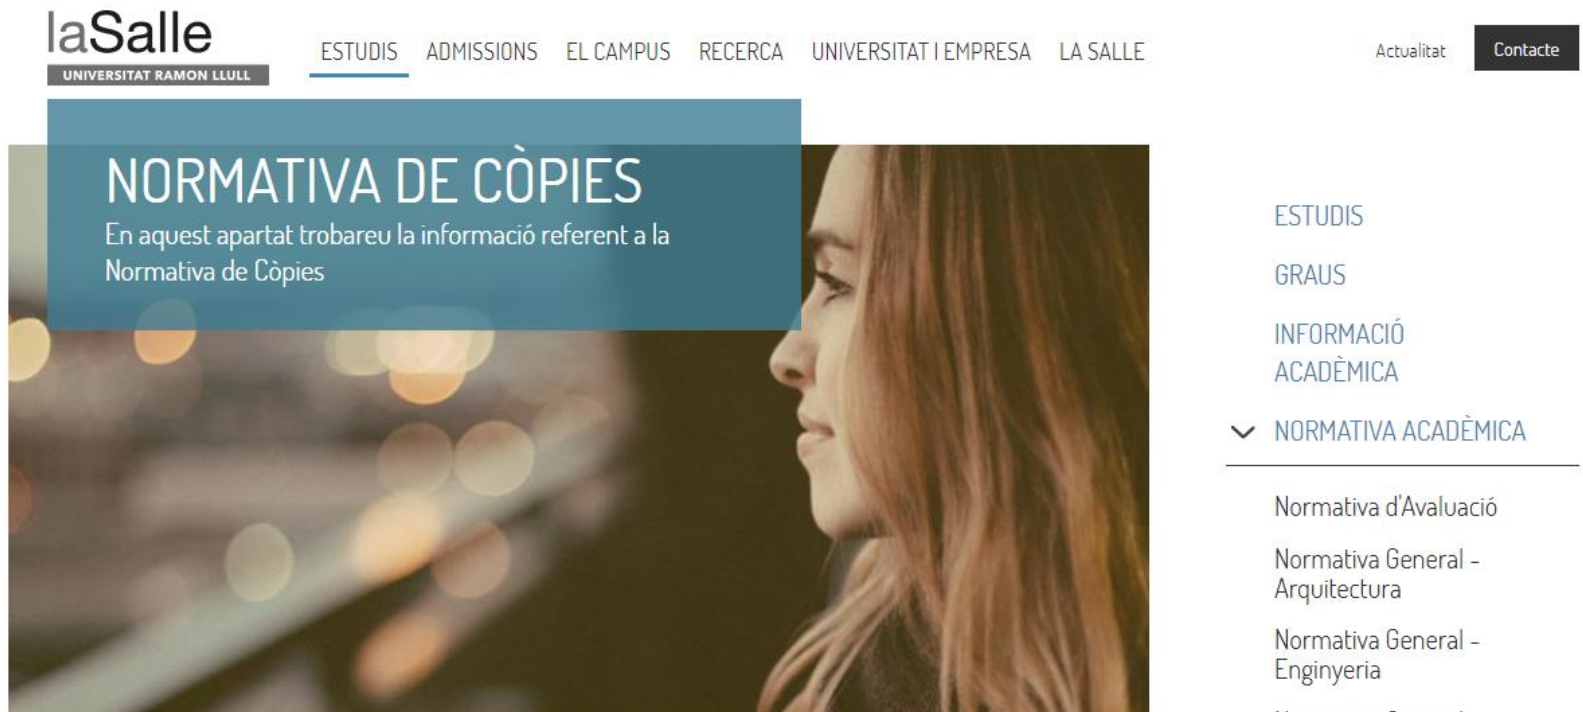 laSalle
UNIVERSITAT RAMON LLULL
ESTUDIS ADMISSIONS EL CAMPUS RECERCA UNIVERSITAT I EMPRESA LA SALLE
Actualitat Contacte
NORMATIVA DE CÒPIES
En aquest apartat trobareu la informació referent a la
Normativa de Còpies
ESTUDIS
GRAUS
INFORMACIÓ
ACADÈMICA
NORMATIVA ACADÈMICA
Normativa d'Avaluació
Normativa General -
Arquitectura
Normativa General -
Enginyeria